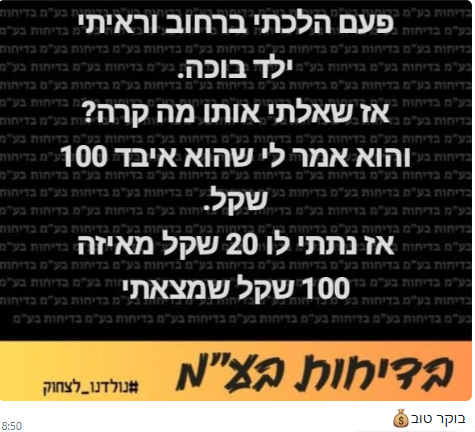 פעם הלכתי ברחוב וראיתי
ילד בוכה.
אז שאלתי אותו מה קרה?
והוא אמר לי שהוא איבד 100
שקל.
אז נתתי לו 20 שקל מאיזה
100 שקל שמצאתי
בדיחות בע"מ
#נולדנו_לצחוק
בוקר טוב💰
8:50